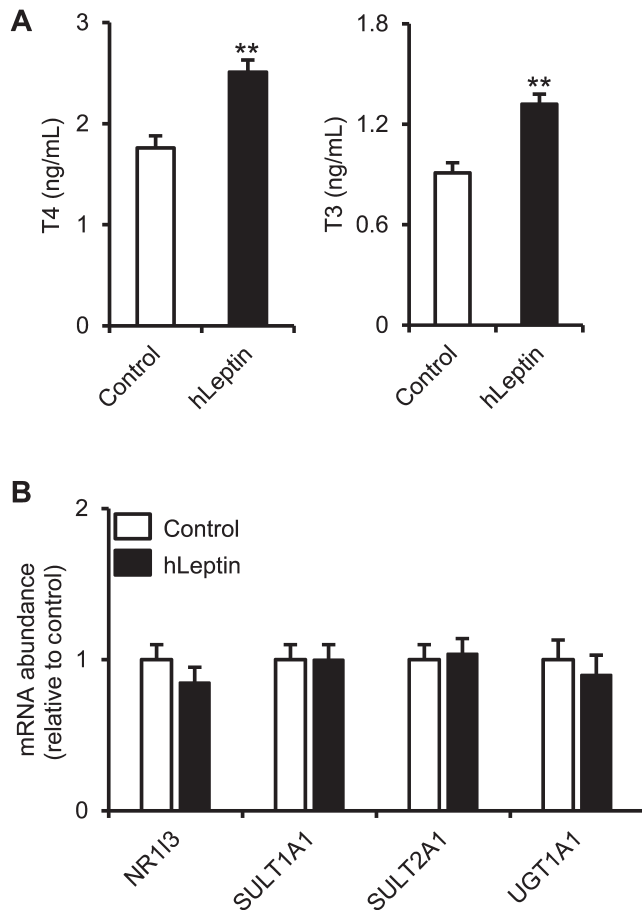 A
T4 (ng/mL)
3
2
1
0
**
Control
hLeptin
T3 (ng/mL)
1.8
1.2
0.6
0
**
Control
hLeptin
B
mRNA abundance
(relative to control)
2
1
0
Control
hLeptin
NR1I3
SULT1A1
SULT2A1
UGT1A1